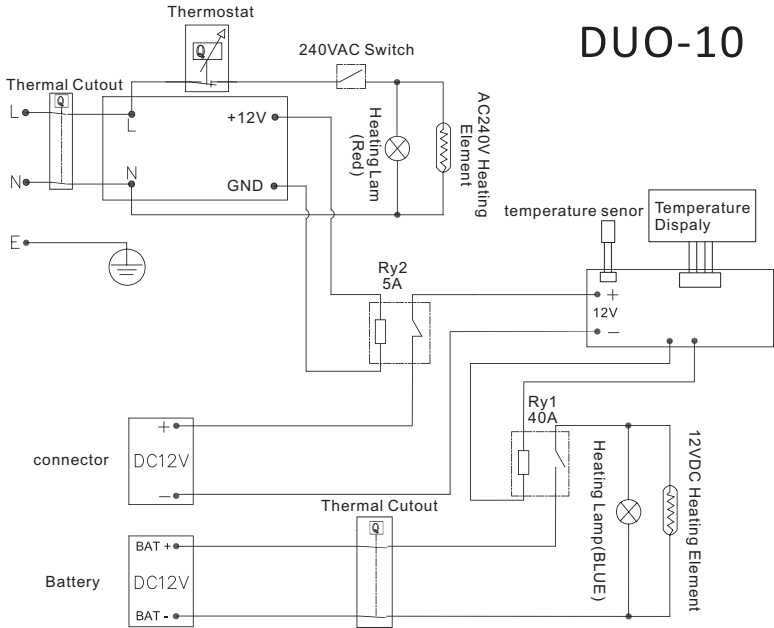 DUO-10
Thermostat
Q
240VAC Switch
Thermal Cutout
Q
L
L
+12V
N
N
GND
E
Heating Lam
(Red)
AC240V Heating
Element
temperature senor
Temperature
Dispaly
Ry2
5A
+
12V
−
Ry1
40A
connector
+
DC12V
−
Thermal Cutout
Q
Heating Lamp(BLUE)
12VDC Heating Element
Battery
BAT +
DC12V
BAT -